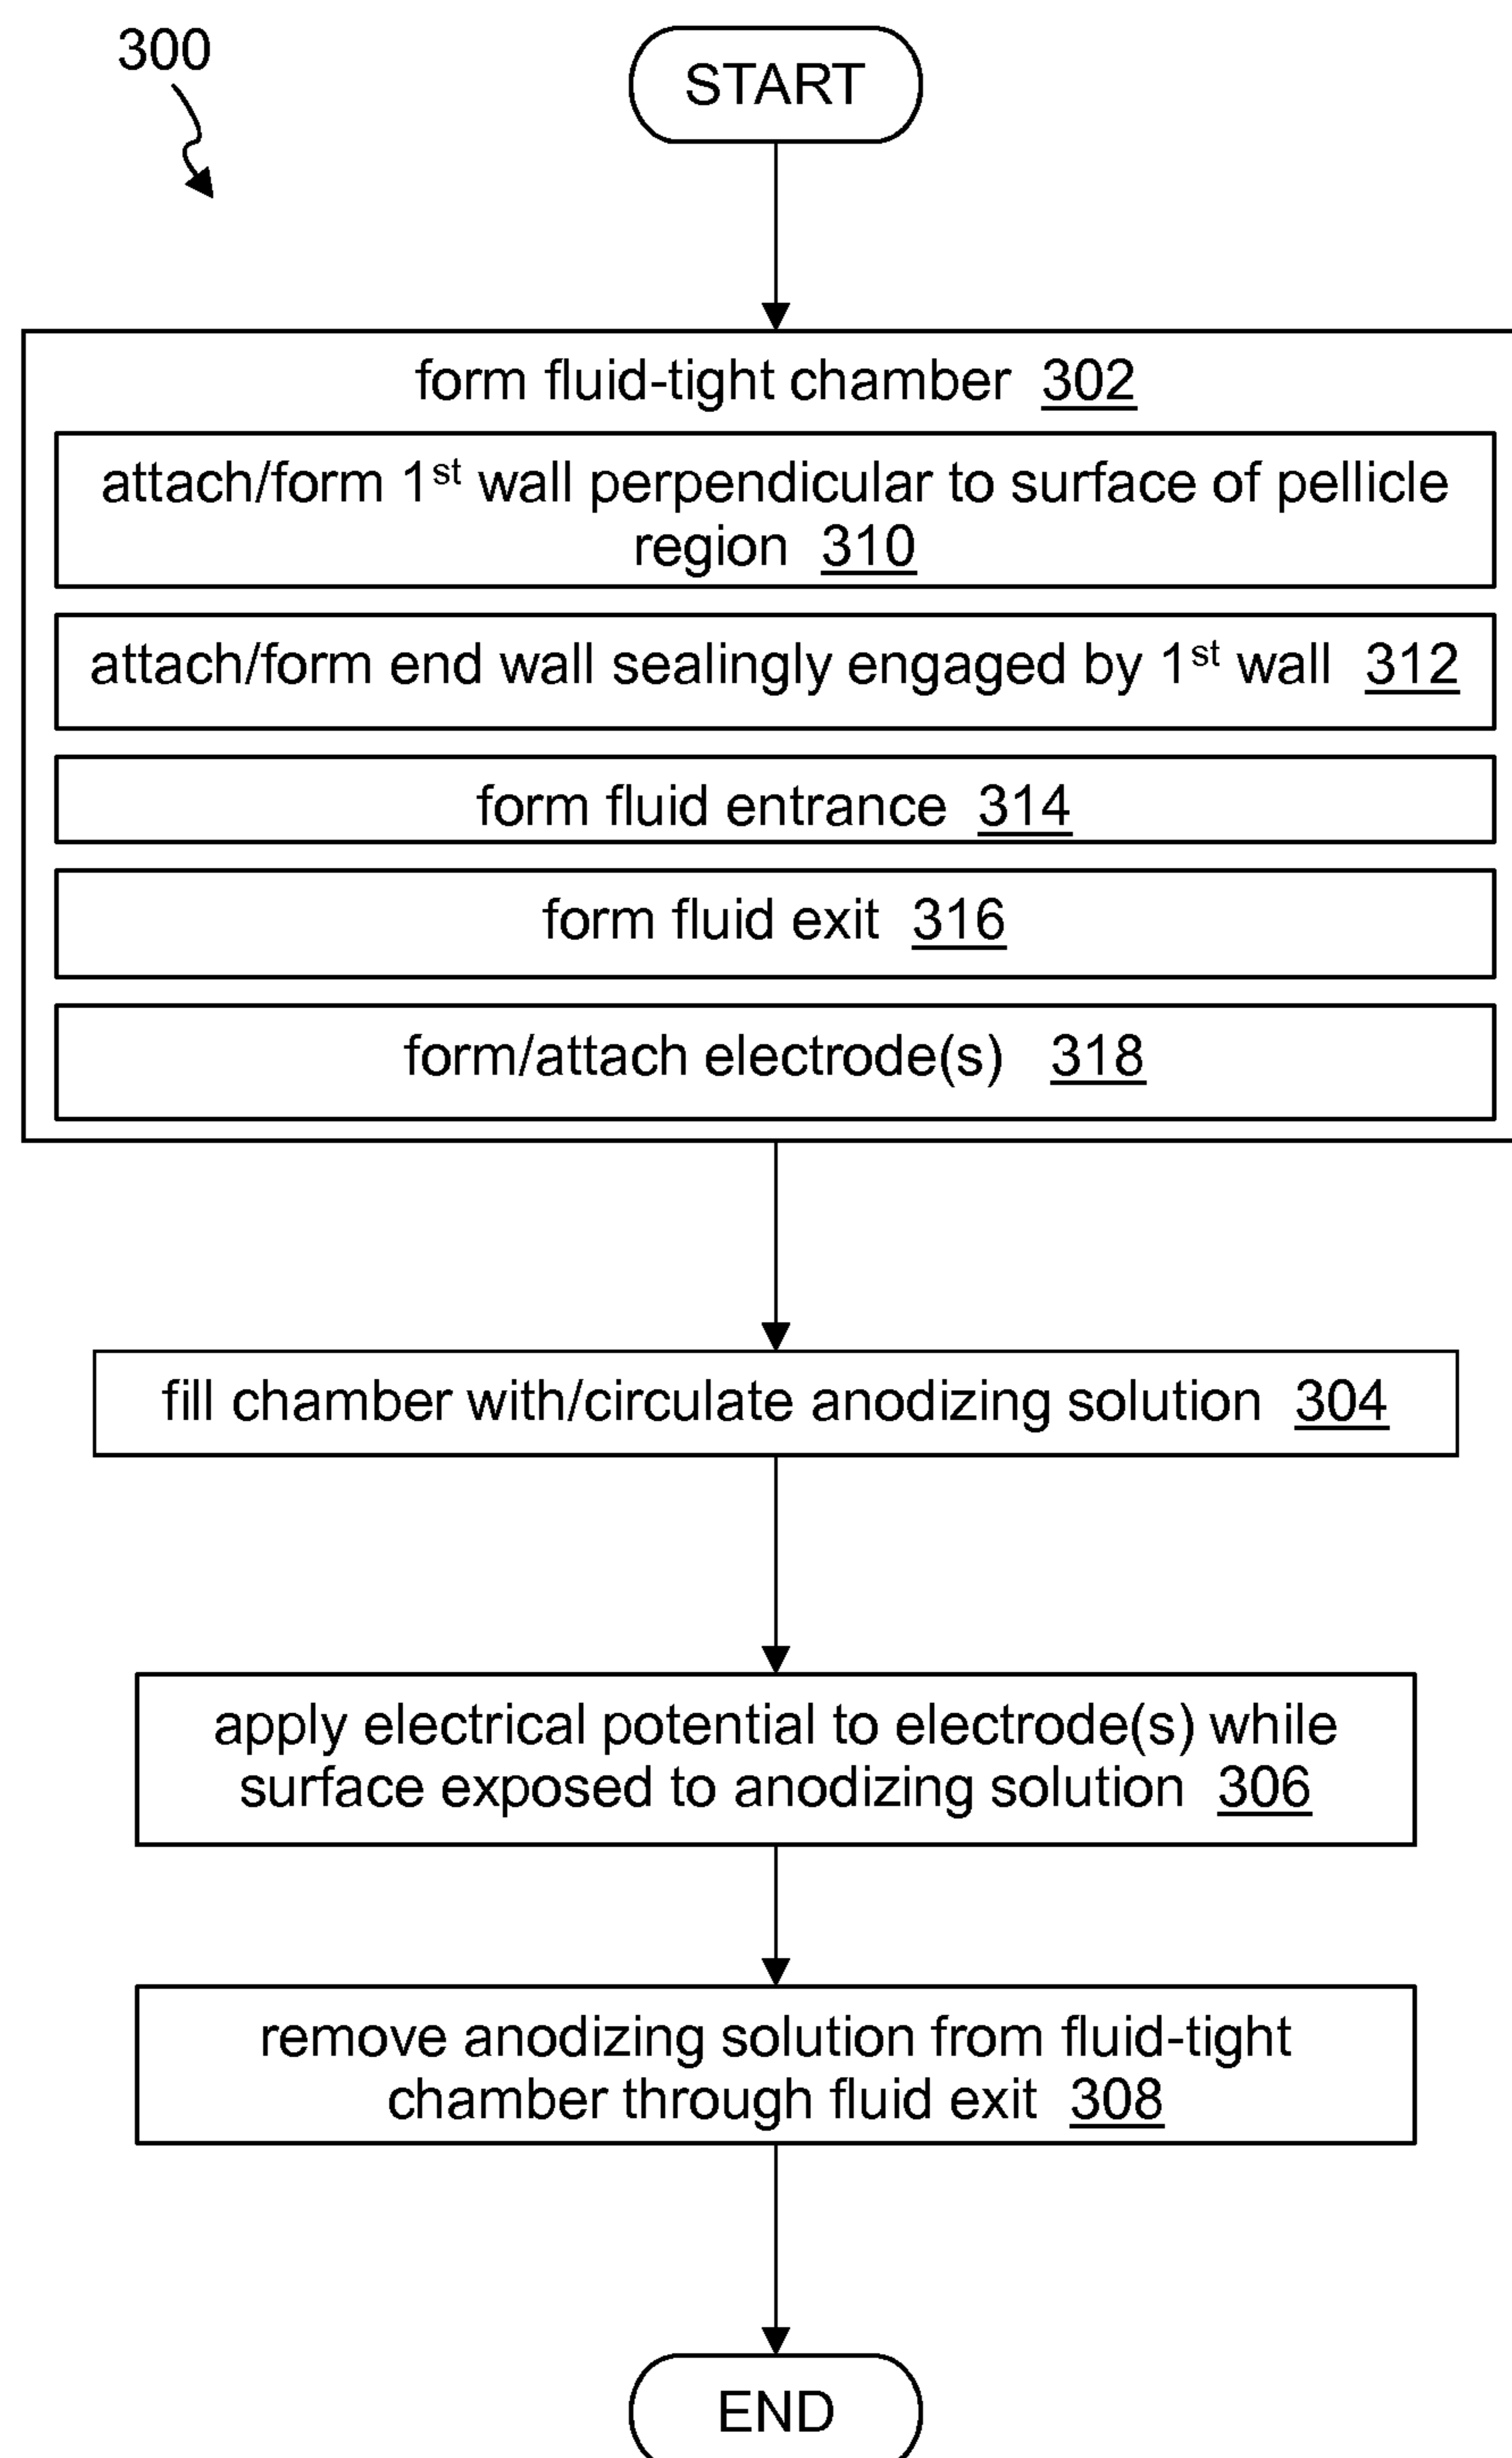 300
START
form fluid-tight chamber 302
attach/form 1st wall perpendicular to surface of pellicle
region 310
attach/form end wall sealingly engaged by 1st wall 312
form fluid entrance 314
form fluid exit 316
form/attach electrode(s) 318
fill chamber with/circulate anodizing solution 304
apply electrical potential to electrode(s) while
surface exposed to anodizing solution 306
remove anodizing solution from fluid-tight
chamber through fluid exit 308
END